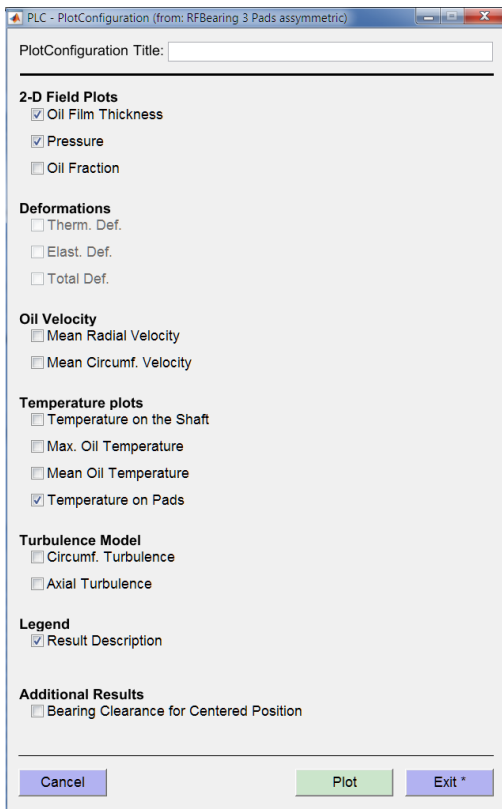 PLC - PlotConfiguration (from: RFBearing 3 Pads assymmetric)
PlotConfiguration Title:
2-D Field Plots
Oil Film Thickness
Pressure
Oil Fraction
Deformations
Therm. Def.
Elast. Def.
Total Def.
Oil Velocity
Mean Radial Velocity
Mean Circumf. Velocity
Temperature plots
Temperature on the Shaft
Max. Oil Temperature
Mean Oil Temperature
Temperature on Pads
Turbulence Model
Circumf. Turbulence
Axial Turbulence
Legend
Result Description
Additional Results
Bearing Clearance for Centered Position
Cancel Plot Exit *